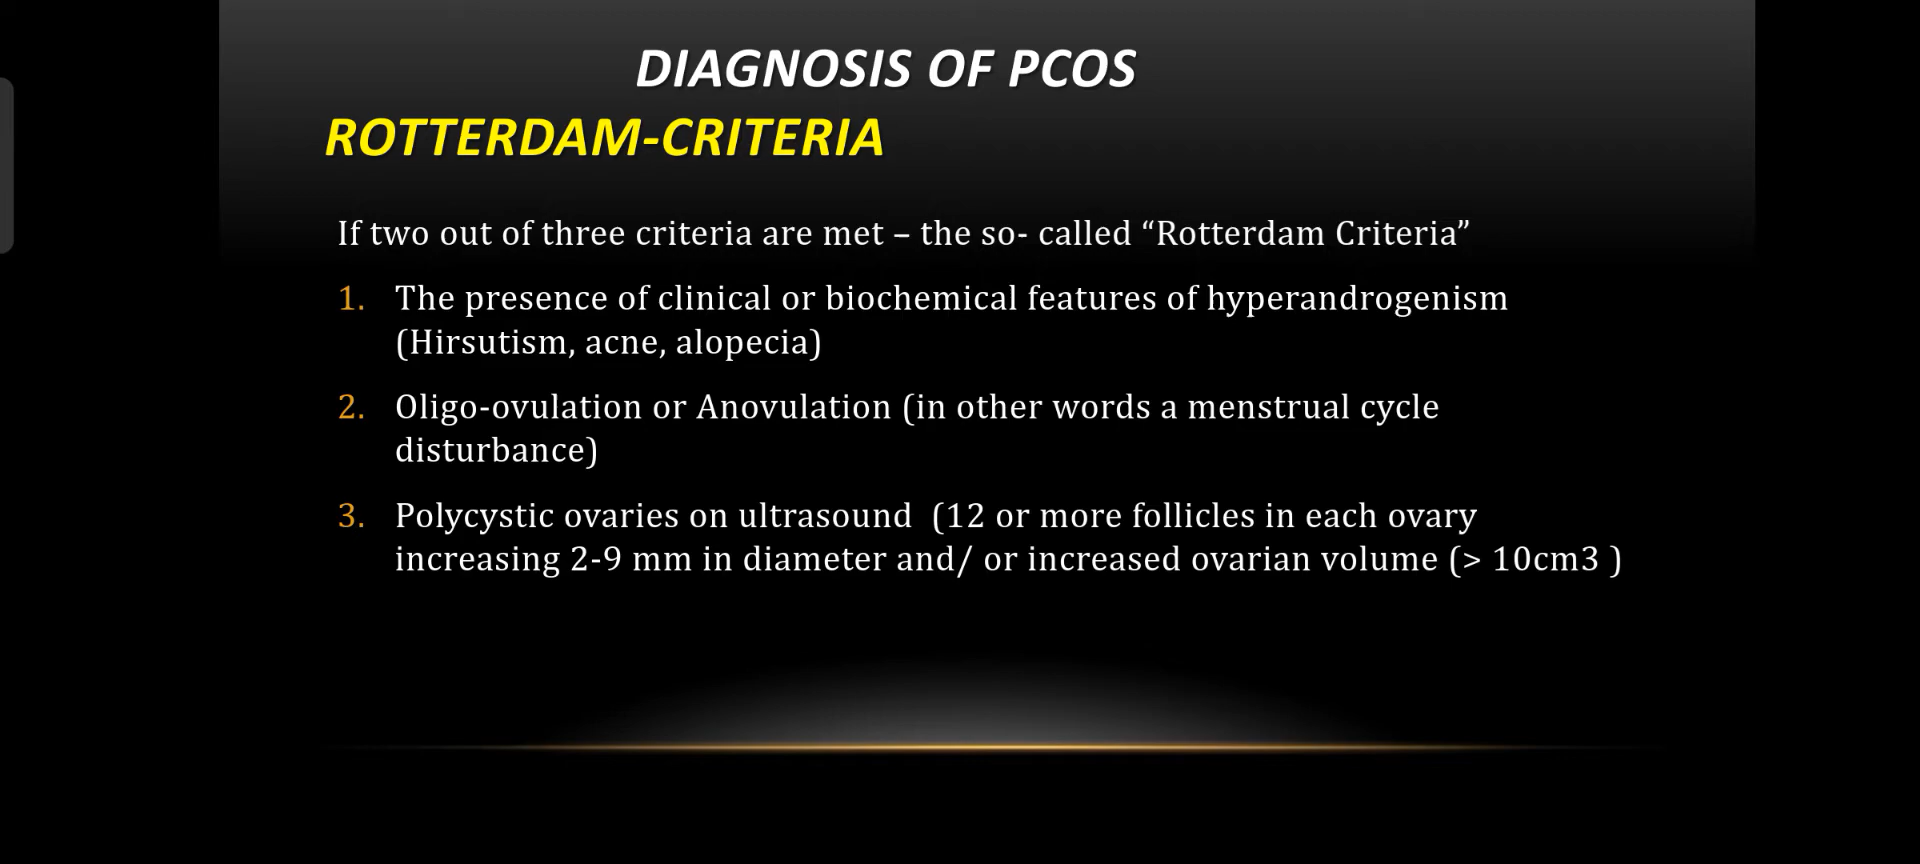 DIAGNOSIS OF PCOS
ROTTERDAM-CRITERIA
If two out of three criteria are met – the so- called “Rotterdam Criteria”
1. The presence of clinical or biochemical features of hyperandrogenism
(Hirsutism, acne, alopecia)
2. Oligo-ovulation or Anovulation (in other words a menstrual cycle
disturbance)
3. Polycystic ovaries on ultrasound (12 or more follicles in each ovary
increasing 2-9 mm in diameter and/ or increased ovarian volume (> 10cm3 )